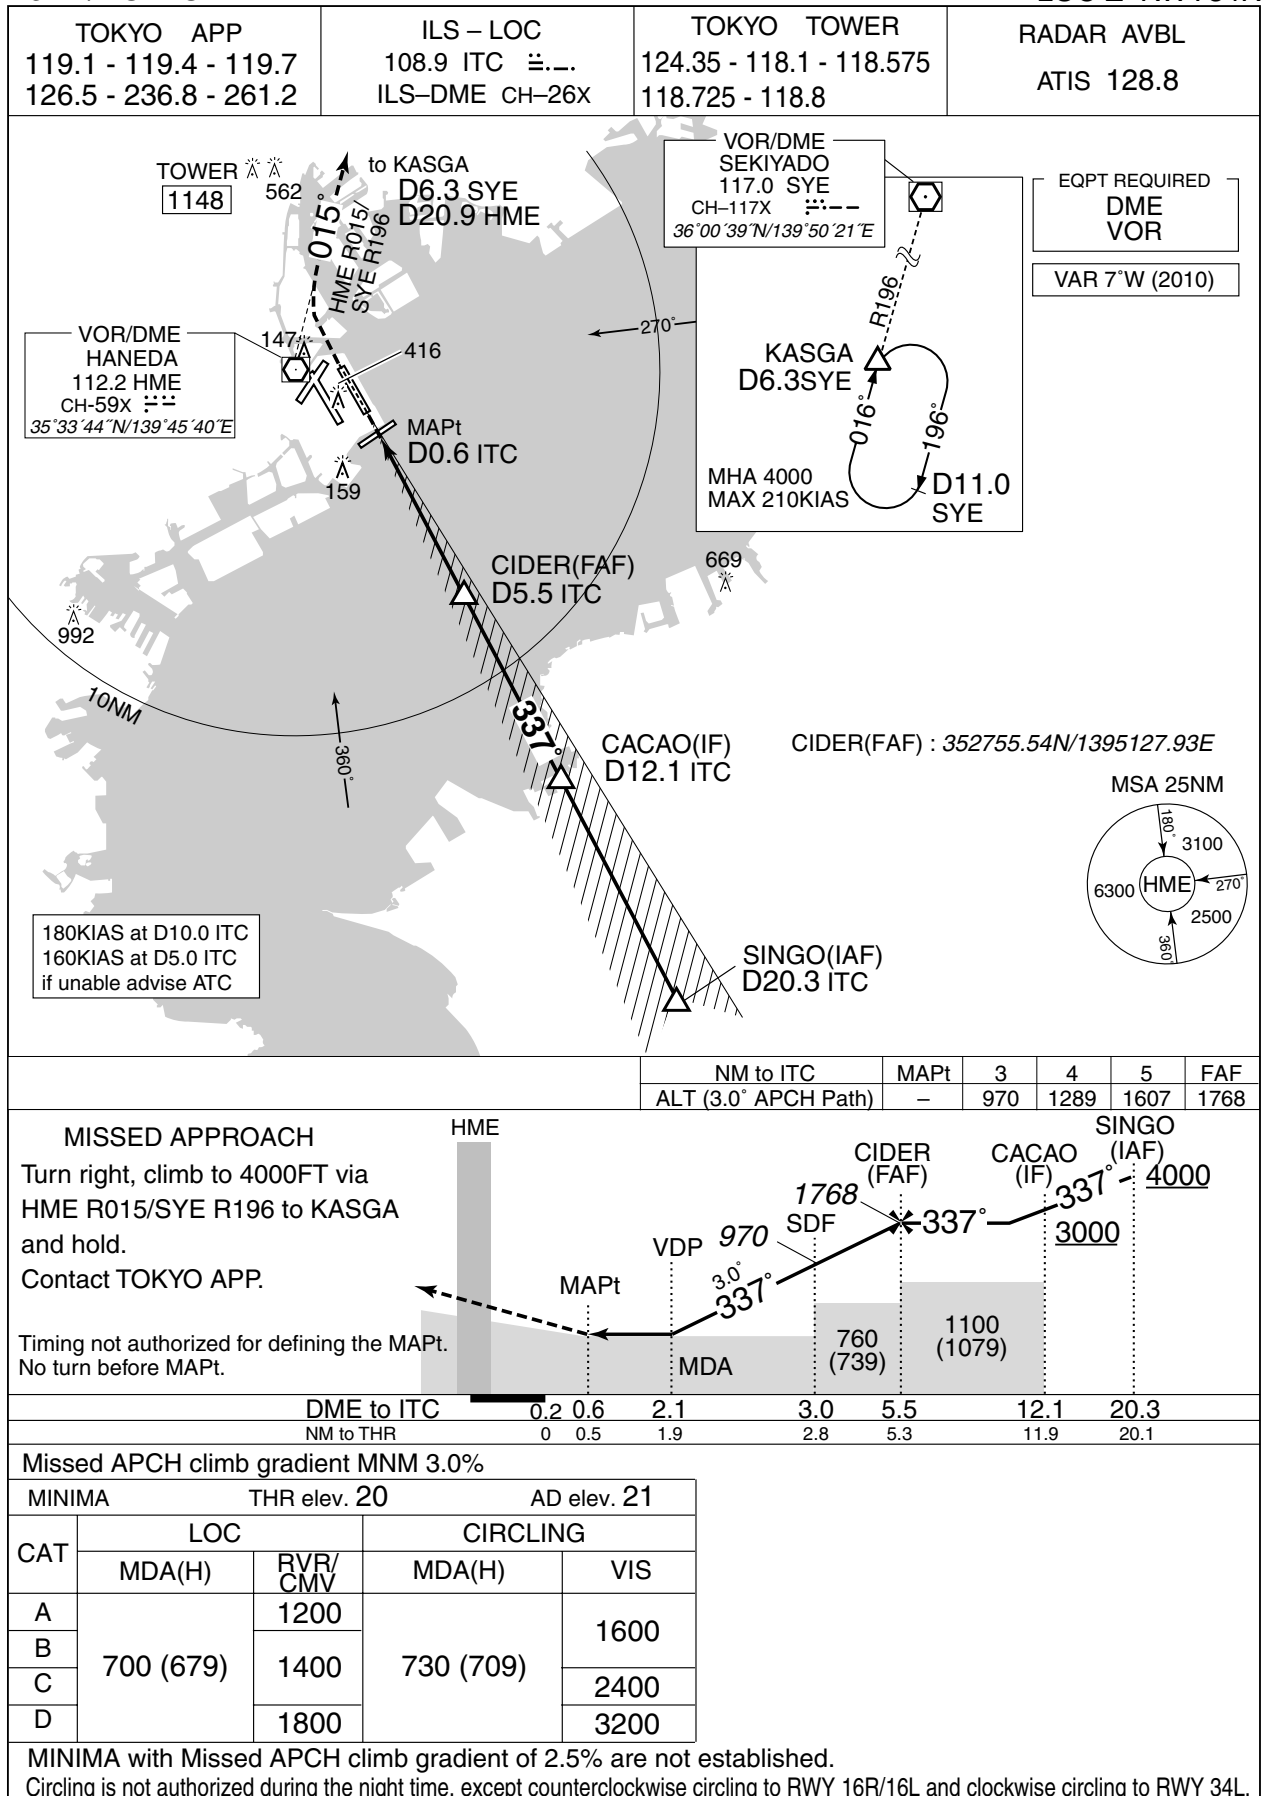 TOKYO APP
119.1 - 119.4 - 119.7
126.5 - 236.8 - 261.2
ILS – LOC
108.9 ITC
ILS–DME CH–26X
TOKYO TOWER
124.35 - 118.1 - 118.575
118.725 - 118.8
RADAR AVBL
ATIS 128.8
TOWER
1148
562
to KASGA
D6.3 SYE
D20.9 HME
015°
HME R015/
SYE R196
VOR/DME
SEKIYADO
117.0 SYE
CH–117X
36°00´39˝N/139°50´21˝E
EQPT REQUIRED
DME
VOR
VAR 7°W (2010)
R196
KASGA
D6.3SYE
016°
196°
MHA 4000
MAX 210KIAS
D11.0
SYE
270°
VOR/DME
HANEDA
112.2 HME
CH-59X
35°33´44˝N/139°45´40˝E
147
416
MAPt
D0.6 ITC
159
CIDER(FAF)
D5.5 ITC
669
992
10NM
360°
337°
CACAO(IF)
D12.1 ITC
CIDER(FAF) : 352755.54N/1395127.93E
MSA 25NM
180°
3100
6300
HME
270°
2500
360°
180KIAS at D10.0 ITC
160KIAS at D5.0 ITC
if unable advise ATC
SINGO(IAF)
D20.3 ITC
NM to ITC MAPt 3 4 5 FAF
ALT (3.0° APCH Path) – 970 1289 1607 1768
MISSED APPROACH
Turn right, climb to 4000FT via
HME R015/SYE R196 to KASGA
and hold.
Contact TOKYO APP.
Timing not authorized for defining the MAPt.
No turn before MAPt.
HME
MAPt
VDP
970
SDF
1768
CIDER
(FAF)
CACAO
(IF)
SINGO
(IAF)
4000
3000
337°
337°
3.0°
337°
MDA
760
(739)
1100
(1079)
DME to ITC 0.2 0.6 2.1 3.0 5.5 12.1 20.3
NM to THR 0 0.5 1.9 2.8 5.3 11.9 20.1
Missed APCH climb gradient MNM 3.0%
MINIMA THR elev. 20 AD elev. 21
CAT LOC CIRCLING
MDA(H) RVR/CMV MDA(H) VIS
A 1200
B 1600
700 (679) 1400 730 (709)
C 2400
D 1800 3200
MINIMA with Missed APCH climb gradient of 2.5% are not established.
Circling is not authorized during the night time, except counterclockwise circling to RWY 16R/16L and clockwise circling to RWY 34L.